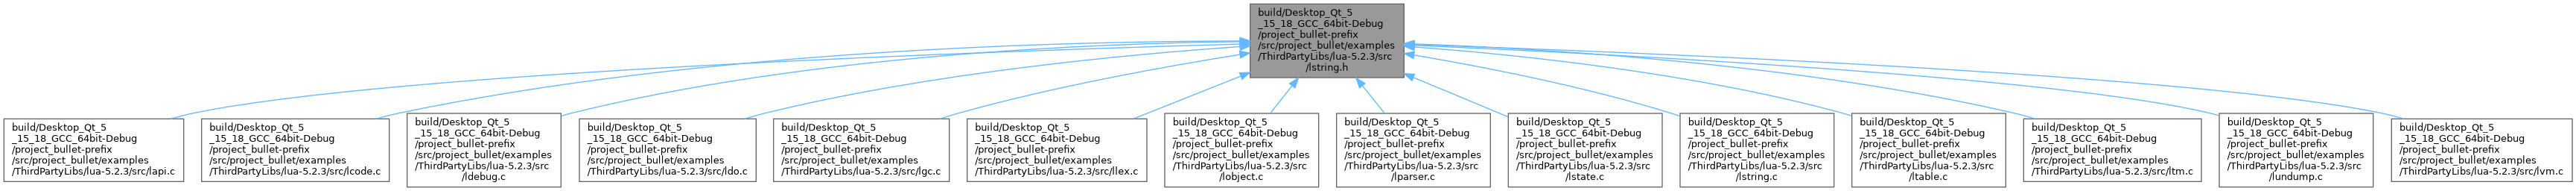 build/Desktop_Qt_5
_15_18_GCC_64bit-Debug
/project_bullet-prefix
/src/project_bullet/examples
/ThirdPartyLibs/lua-5.2.3/src
/lstring.h
build/Desktop_Qt_5
_15_18_GCC_64bit-Debug
/project_bullet-prefix
/src/project_bullet/examples
/ThirdPartyLibs/lua-5.2.3/src/lapi.c
build/Desktop_Qt_5
_15_18_GCC_64bit-Debug
/project_bullet-prefix
/src/project_bullet/examples
/ThirdPartyLibs/lua-5.2.3/src/lcode.c
build/Desktop_Qt_5
_15_18_GCC_64bit-Debug
/project_bullet-prefix
/src/project_bullet/examples
/ThirdPartyLibs/lua-5.2.3/src
/ldebug.c
build/Desktop_Qt_5
_15_18_GCC_64bit-Debug
/project_bullet-prefix
/src/project_bullet/examples
/ThirdPartyLibs/lua-5.2.3/src/ldo.c
build/Desktop_Qt_5
_15_18_GCC_64bit-Debug
/project_bullet-prefix
/src/project_bullet/examples
/ThirdPartyLibs/lua-5.2.3/src/lgc.c
build/Desktop_Qt_5
_15_18_GCC_64bit-Debug
/project_bullet-prefix
/src/project_bullet/examples
/ThirdPartyLibs/lua-5.2.3/src/llex.c
build/Desktop_Qt_5
_15_18_GCC_64bit-Debug
/project_bullet-prefix
/src/project_bullet/examples
/ThirdPartyLibs/lua-5.2.3/src
/lobject.c
build/Desktop_Qt_5
_15_18_GCC_64bit-Debug
/project_bullet-prefix
/src/project_bullet/examples
/ThirdPartyLibs/lua-5.2.3/src
/lparser.c
build/Desktop_Qt_5
_15_18_GCC_64bit-Debug
/project_bullet-prefix
/src/project_bullet/examples
/ThirdPartyLibs/lua-5.2.3/src
/lstate.c
build/Desktop_Qt_5
_15_18_GCC_64bit-Debug
/project_bullet-prefix
/src/project_bullet/examples
/ThirdPartyLibs/lua-5.2.3/src
/lstring.c
build/Desktop_Qt_5
_15_18_GCC_64bit-Debug
/project_bullet-prefix
/src/project_bullet/examples
/ThirdPartyLibs/lua-5.2.3/src
/ltable.c
build/Desktop_Qt_5
_15_18_GCC_64bit-Debug
/project_bullet-prefix
/src/project_bullet/examples
/ThirdPartyLibs/lua-5.2.3/src/ltm.c
build/Desktop_Qt_5
_15_18_GCC_64bit-Debug
/project_bullet-prefix
/src/project_bullet/examples
/ThirdPartyLibs/lua-5.2.3/src
/lundump.c
build/Desktop_Qt_5
_15_18_GCC_64bit-Debug
/project_bullet-prefix
/src/project_bullet/examples
/ThirdPartyLibs/lua-5.2.3/src/lvm.c